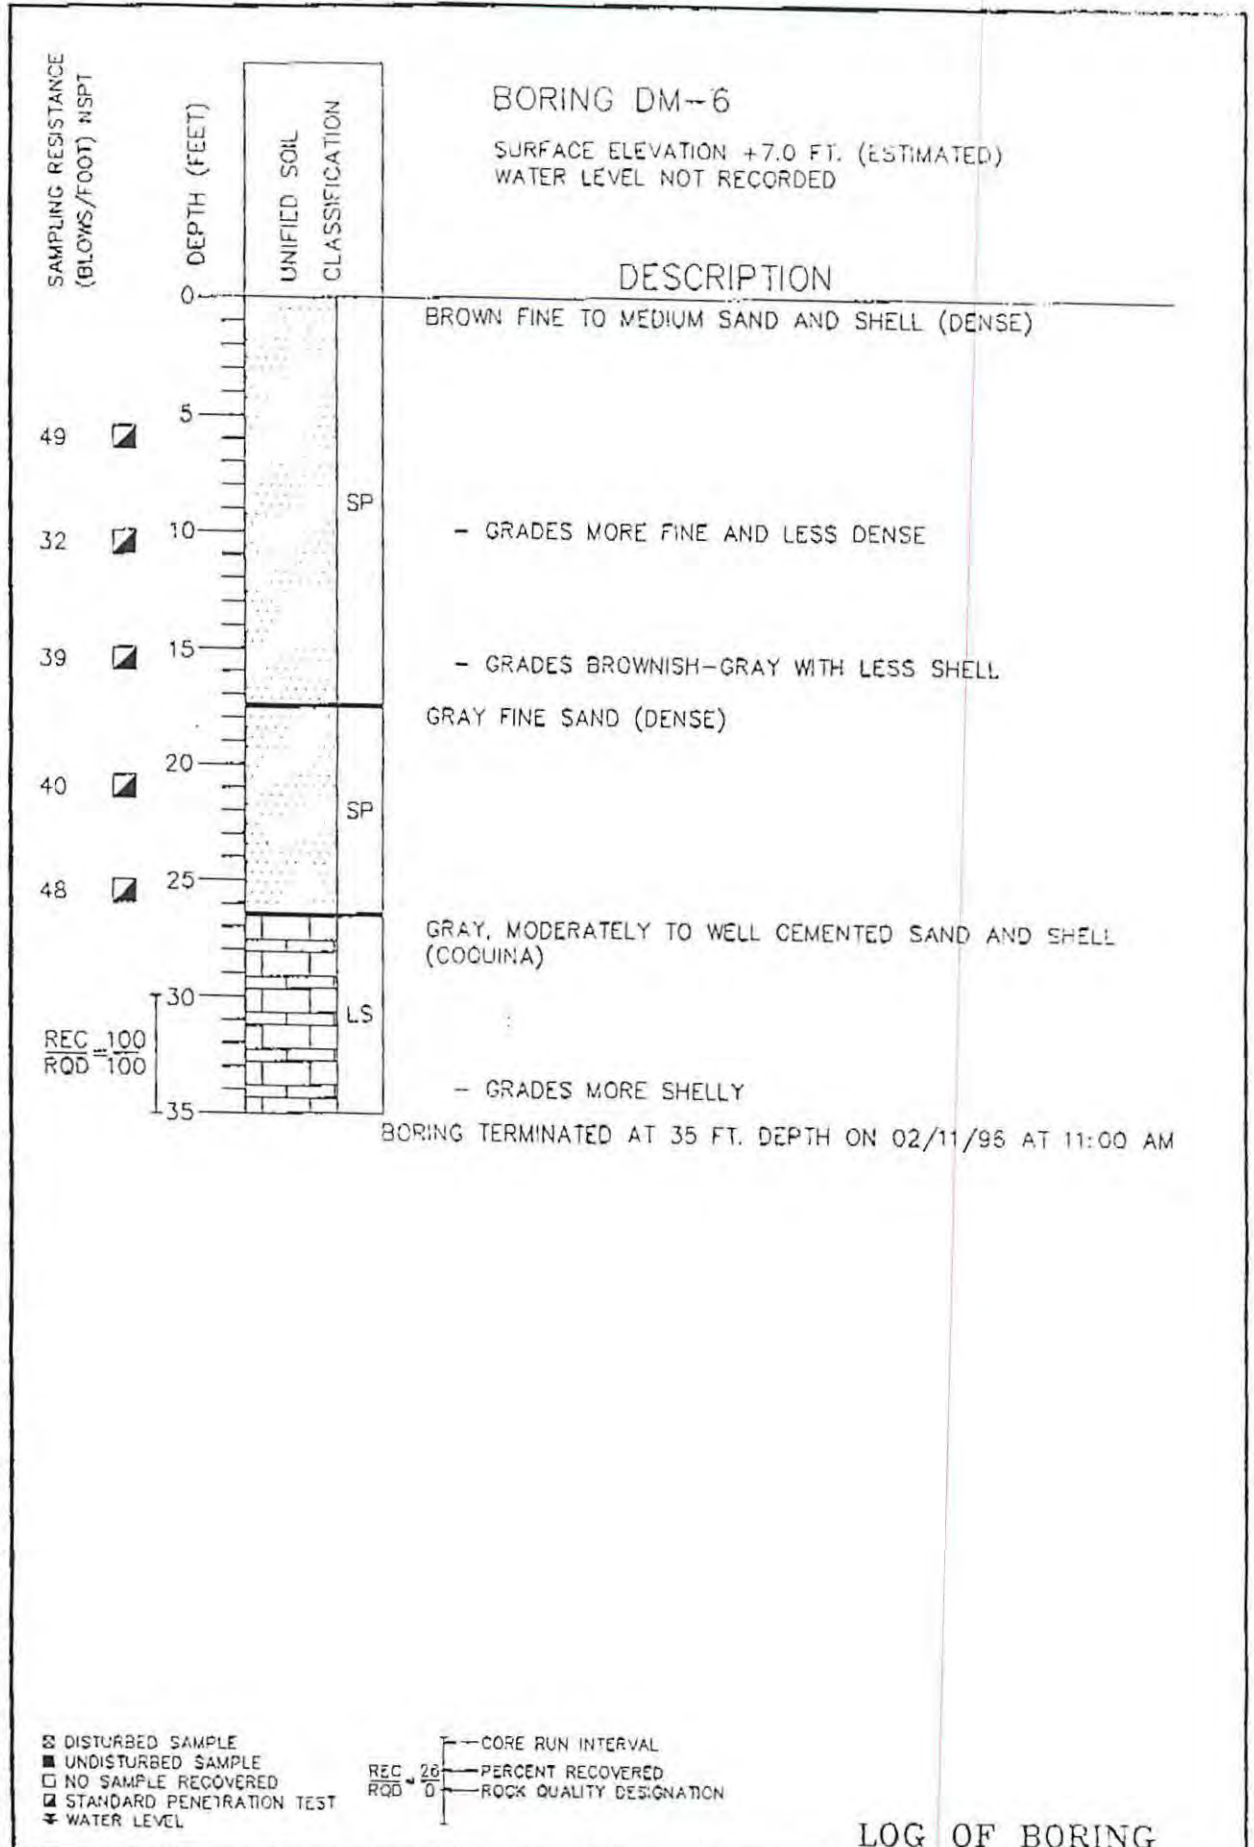 SAMPLING RESISTANCE
(BLOWS/FOOT) NSPT
DEPTH (FEET)
UNIFIED SOIL
CLASSIFICATION
BORING DM-6
SURFACE ELEVATION +7.0 FT. (ESTIMATED)
WATER LEVEL NOT RECORDED
DESCRIPTION
0
BROWN FINE TO MEDIUM SAND AND SHELL (DENSE)
5
49
SP
32
10
- GRADES MORE FINE AND LESS DENSE
39
15
- GRADES BROWNISH-GRAY WITH LESS SHELL
GRAY FINE SAND (DENSE)
20
40
SP
48
25
GRAY, MODERATELY TO WELL CEMENTED SAND AND SHELL
(COQUINA)
30
LS
REC = 100
RQD 100
- GRADES MORE SHELLY
35
BORING TERMINATED AT 35 FT. DEPTH ON 02/11/95 AT 11:00 AM
DISTURBED SAMPLE
UNDISTURBED SAMPLE
NO SAMPLE RECOVERED
STANDARD PENETRATION TEST
WATER LEVEL
CORE RUN INTERVAL
REC 26 PERCENT RECOVERED
RQD 0 ROCK QUALITY DESIGNATION
LOG OF BORING